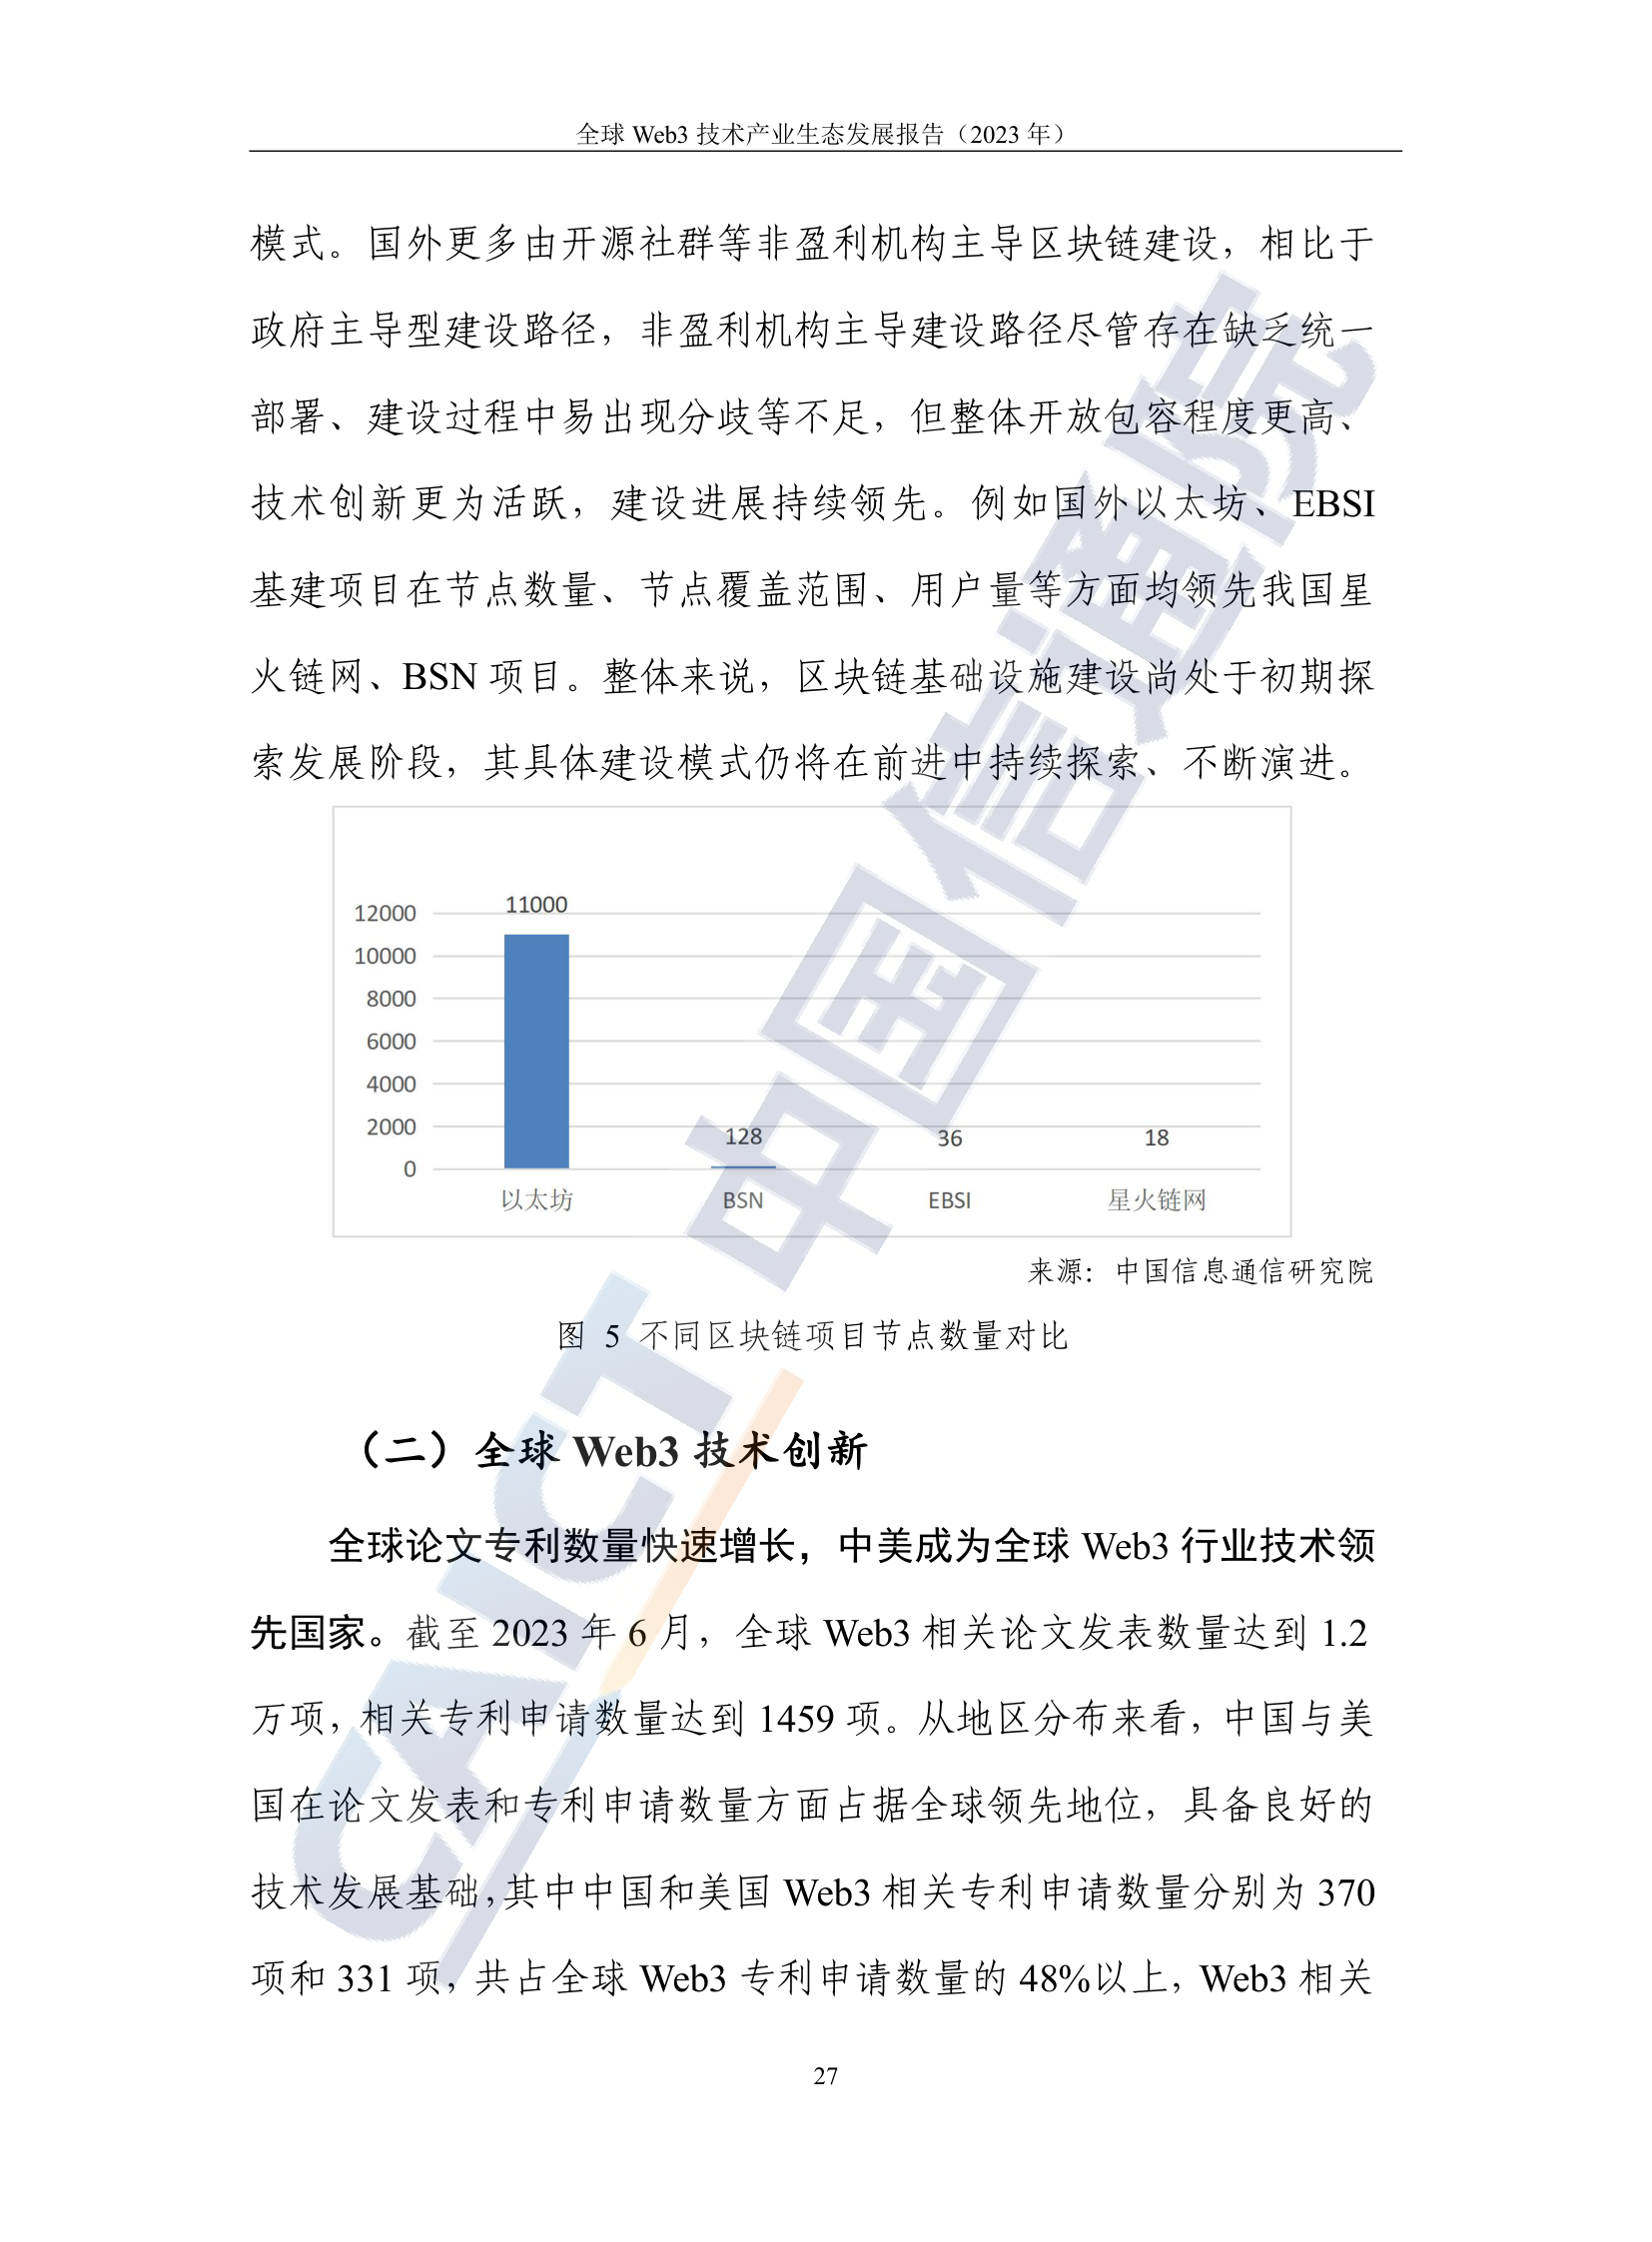 全球 Web3 技术产业生态发展报告（2023 年）
模式。国外更多由开源社群等非盈利机构主导区块链建设，相比于
政府主导型建设路径，非盈利机构主导建设路径尽管存在缺乏统一
部署、建设过程中易出现分歧等不足，但整体开放包容程度更高、
技术创新更为活跃，建设进展持续领先。例如国外以太坊、EBSI
基建项目在节点数量、节点覆盖范围、用户量等方面均领先我国星
火链网、BSN 项目。整体来说，区块链基础设施建设尚处于初期探
索发展阶段，其具体建设模式仍将在前进中持续探索、不断演进。
12000
10000
8000
6000
4000
2000
0
11000
128
36
18
以太坊
BSN
EBSI
星火链网
来源：中国信息通信研究院
图 5 不同区块链项目节点数量对比
（二）全球 Web3 技术创新
全球论文专利数量快速增长，中美成为全球 Web3 行业技术领
先国家。截至 2023 年 6 月，全球 Web3 相关论文发表数量达到 1.2
万项，相关专利申请数量达到 1459 项。从地区分布来看，中国与美
国在论文发表和专利申请数量方面占据全球领先地位，具备良好的
技术发展基础，其中中国和美国 Web3 相关专利申请数量分别为 370
项和 331 项，共占全球 Web3 专利申请数量的 48%以上，Web3 相关
27
CAICT 中国信通院